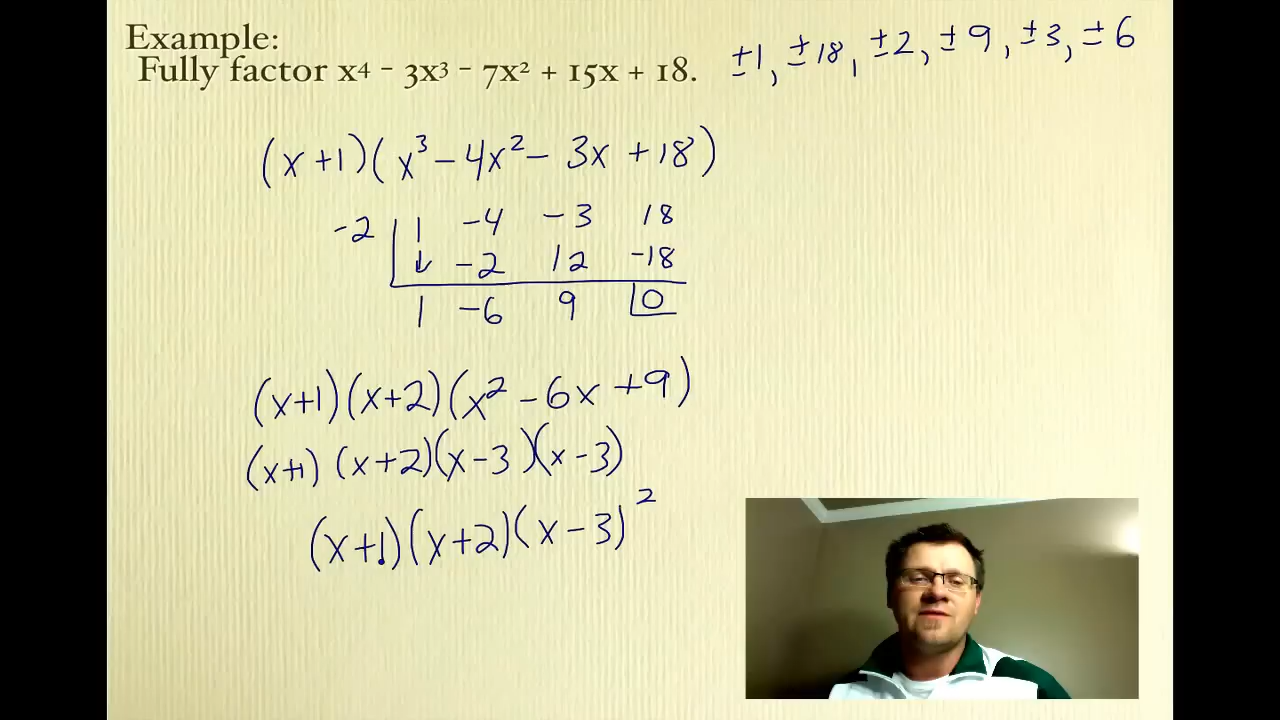 Example:
Fully factor x⁴ - 3x³ - 7x² + 15x + 18.
±1, ±18, ±2, ±9, ±3, ±6
(x+1)(x³-4x²-3x+18)
-2 | 1 -4 -3 18
↓ -2 12 -18
1 -6 9 |0
(x+1)(x+2)(x²-6x+9)
(x+1)(x+2)(x-3)(x-3)
(x+1)(x+2)(x-3)²